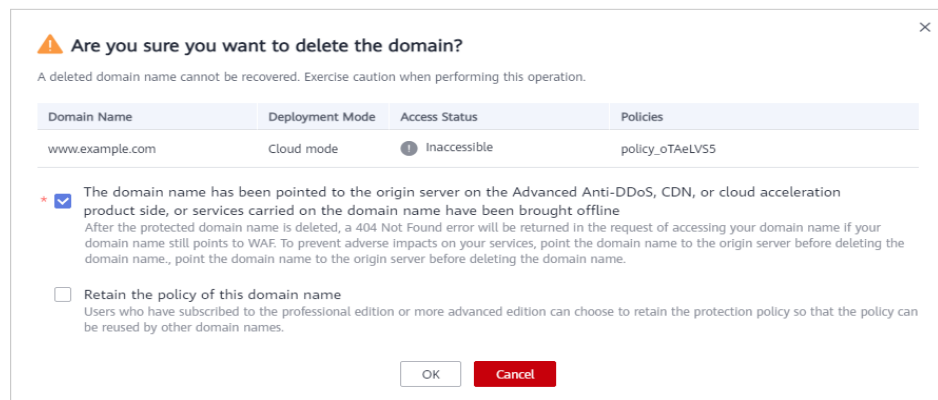 Are you sure you want to delete the domain?
A deleted domain name cannot be recovered. Exercise caution when performing this operation.
Domain Name Deployment Mode Access Status Policies
www.example.com Cloud mode Inaccessible policy_oTAeLVS5
* The domain name has been pointed to the origin server on the Advanced Anti-DDoS, CDN, or cloud acceleration
product side, or services carried on the domain name have been brought offline
After the protected domain name is deleted, a 404 Not Found error will be returned in the request of accessing your domain name if your
domain name still points to WAF. To prevent adverse impacts on your services, point the domain name to the origin server before deleting the
domain name., point the domain name to the origin server before deleting the domain name.
Retain the policy of this domain name
Users who have subscribed to the professional edition or more advanced edition can choose to retain the protection policy so that the policy can
be reused by other domain names.
OK Cancel